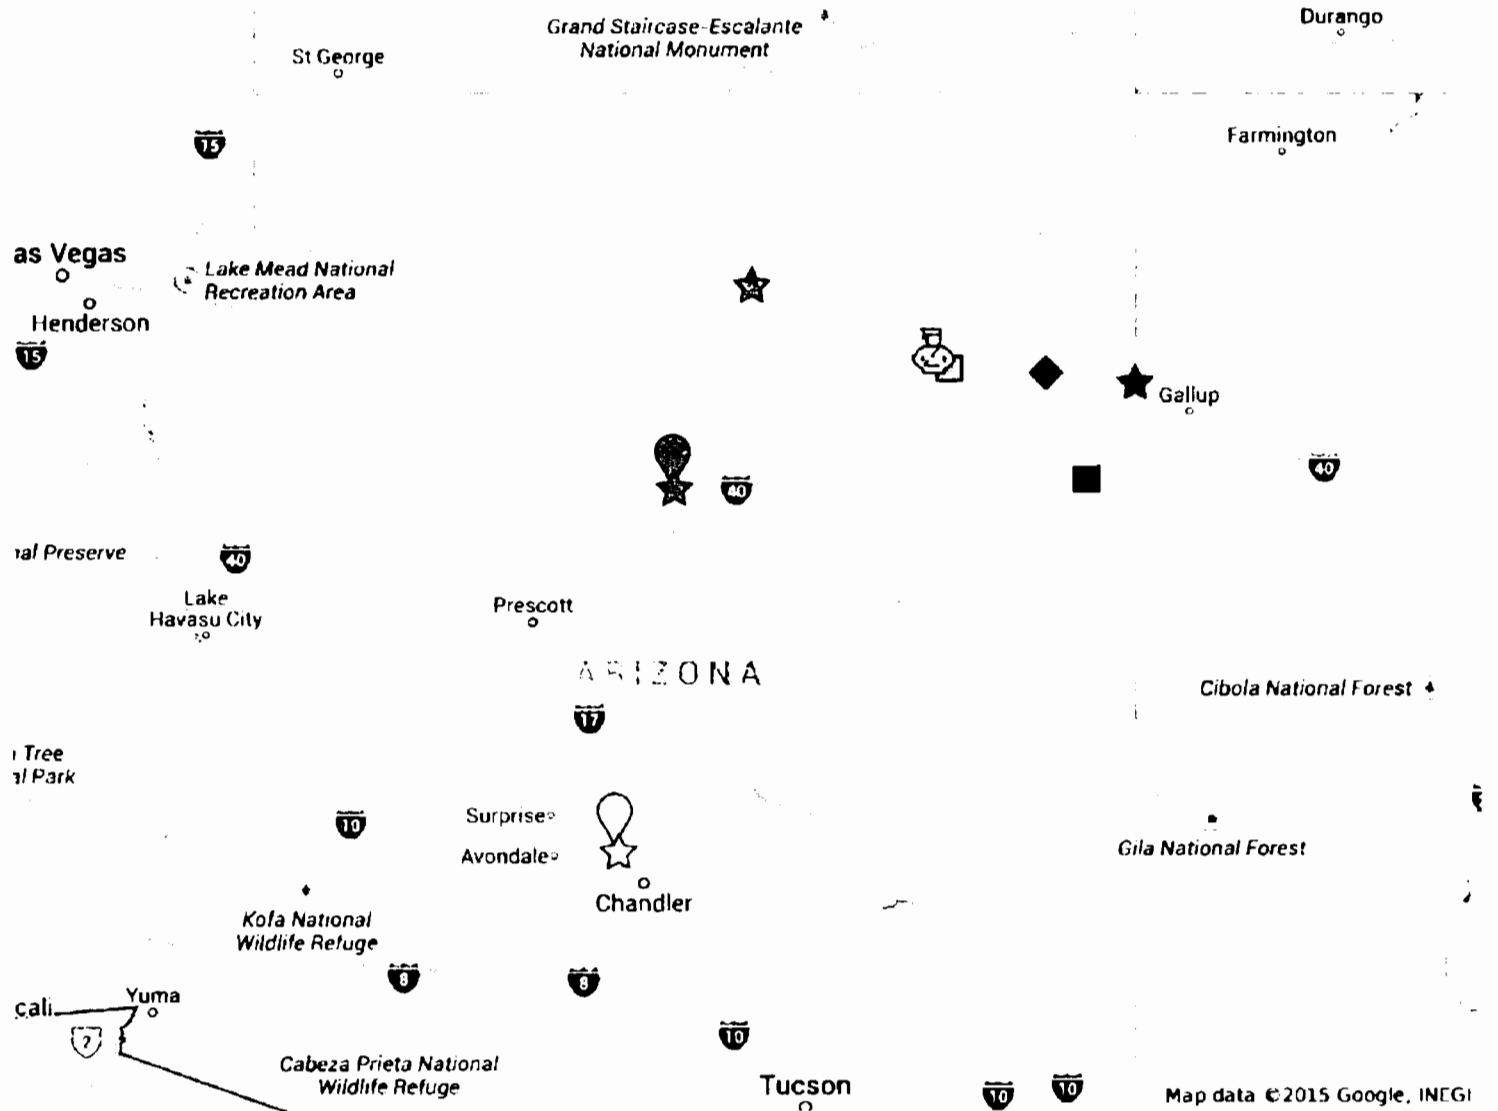 Grand Staircase-Escalante
National Monument
Durango
St George
15
Farmington
as Vegas
Lake Mead National
Recreation Area
Henderson
15
Gallup
40
40
nal Preserve
40
Lake
Havasu City
Prescott
ARIZONA
Cibola National Forest
17
Tree
al Park
Surprise
10
Avondale
Gila National Forest
Chandler
Kofa National
Wildlife Refuge
8
8
cali
Yuma
10
Cabeza Prieta National
Wildlife Refuge
Tucson
10
10
Map data ©2015 Google, INEGI